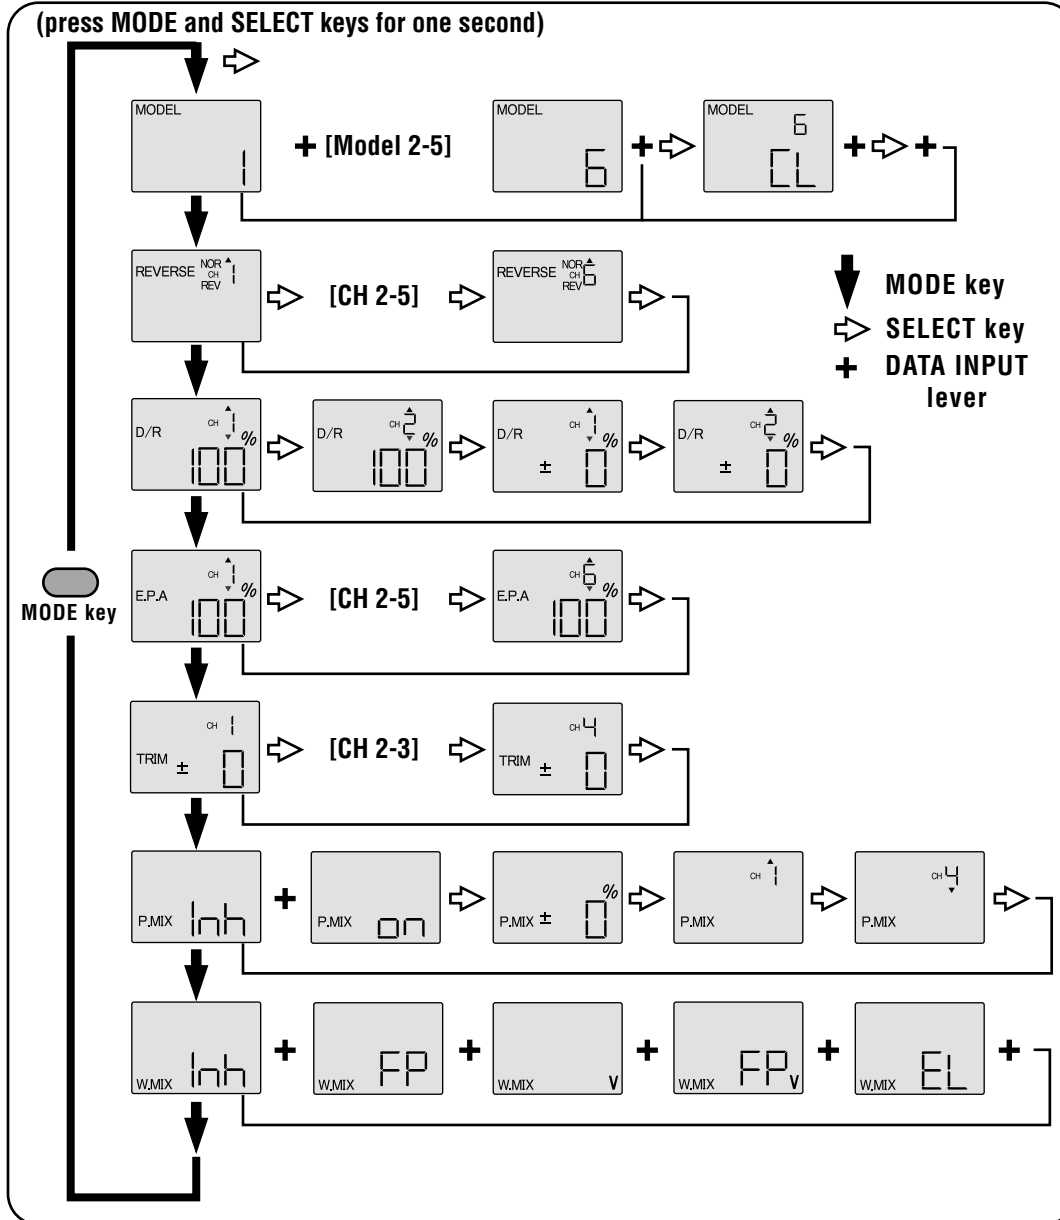 (press MODE and SELECT keys for one second)
MODEL 1 + [Model 2-5] MODEL 6 + MODEL 6 CL + +
REVERSE NOR CH REV 1 [CH 2-5] REVERSE NOR CH REV 6
MODE key
SELECT key
+ DATA INPUT lever
D/R CH 1 100 % D/R CH 2 100 % D/R CH 1 ± 0 % D/R CH 2 ± 0 %
E.P.A CH 1 100 % [CH 2-5] E.P.A CH 6 100 %
MODE key
TRIM CH 1 ± 0 [CH 2-3] TRIM CH 4 ± 0
P.MIX Inh + P.MIX on P.MIX ± 0 % P.MIX CH 1 P.MIX CH 4
W.MIX Inh + W.MIX FP + W.MIX V + W.MIX FP V + W.MIX EL +